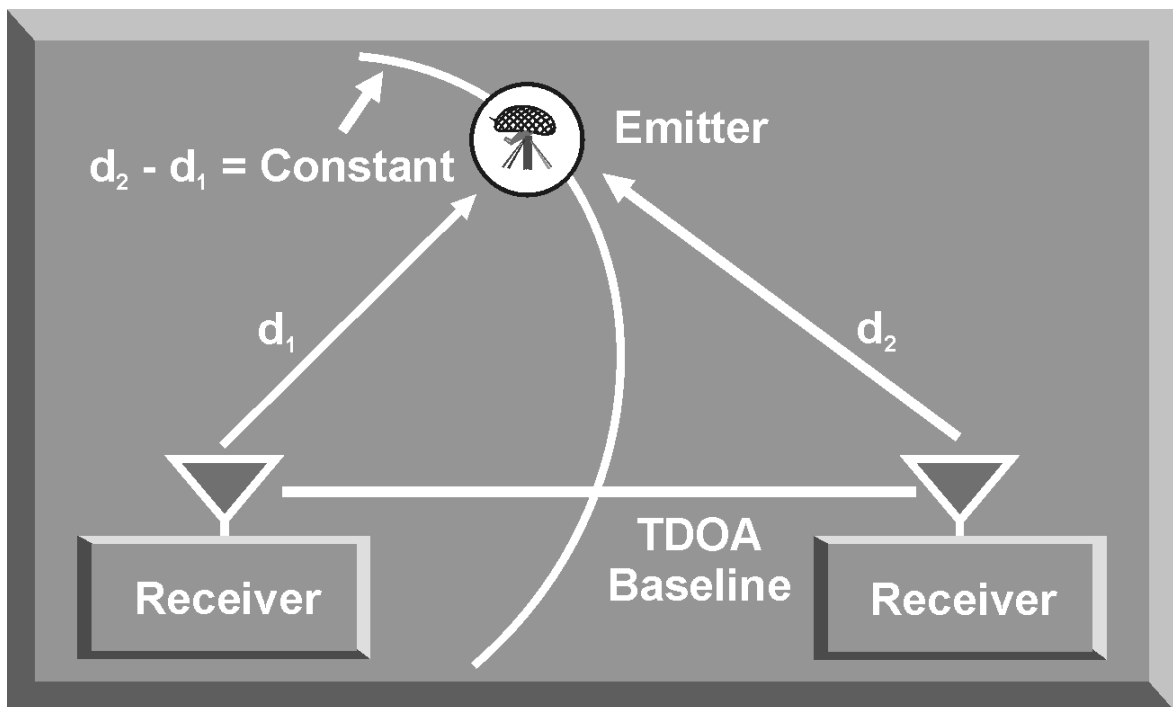 Emitter
d₂ - d₁ = Constant
d₁
d₂
TDOA
Baseline
Receiver
Receiver